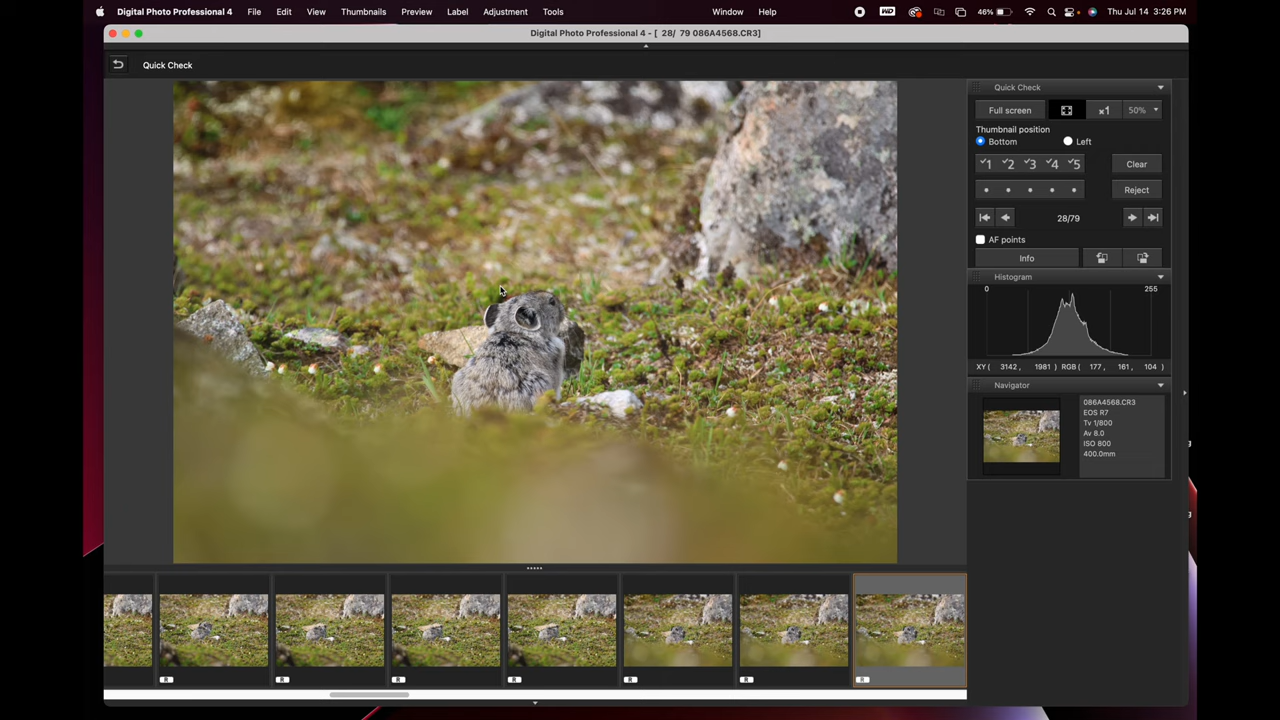 Digital Photo Professional 4 File Edit View Thumbnails Preview Label Adjustment Tools Window Help WD 46% Thu Jul 14 3:26 PM
Digital Photo Professional 4 - [ 28/ 79 086A4568.CR3]
Quick Check
Quick Check
Full screen x1 50%
Thumbnail position
Bottom Left
1 2 3 4 5 Clear
Reject
28/79
AF points
Info
Histogram
0 255
XY( 3142, 1981 ) RGB( 177, 161, 104 )
Navigator
086A4568.CR3
EOS R7
Tv 1/800
Av 8.0
ISO 800
400.0mm
R R R R R R R